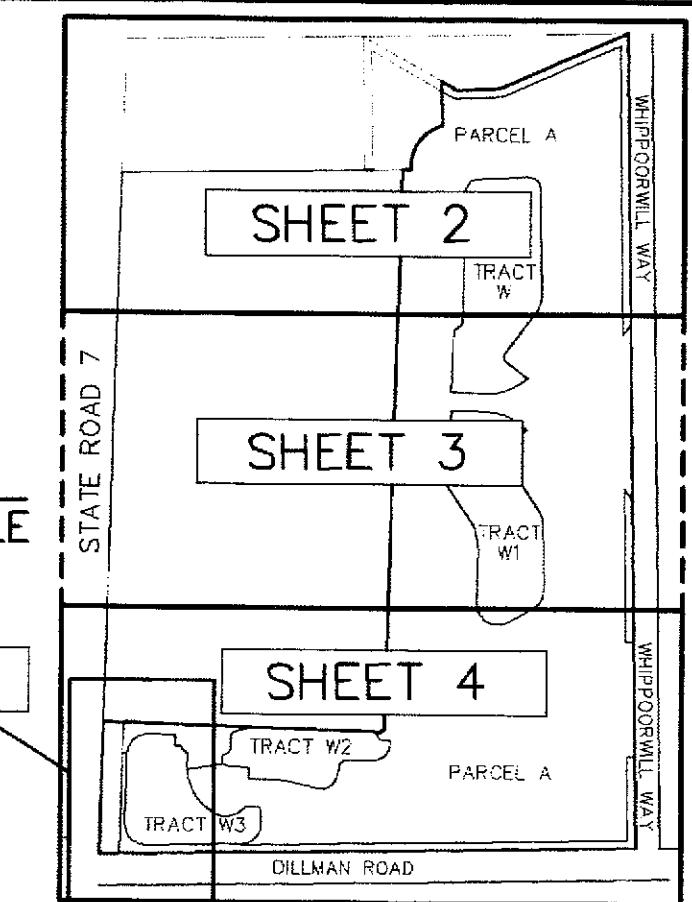 PARCEL A
WHIPPOORWILL WAY
SHEET 2
TRACT
W
STATE ROAD 7
SHEET 3
TRACT
W1
SHEET 4
WHIPPOORWILL WAY
TRACT W2
PARCEL A
TRACT W3
DILLMAN ROAD